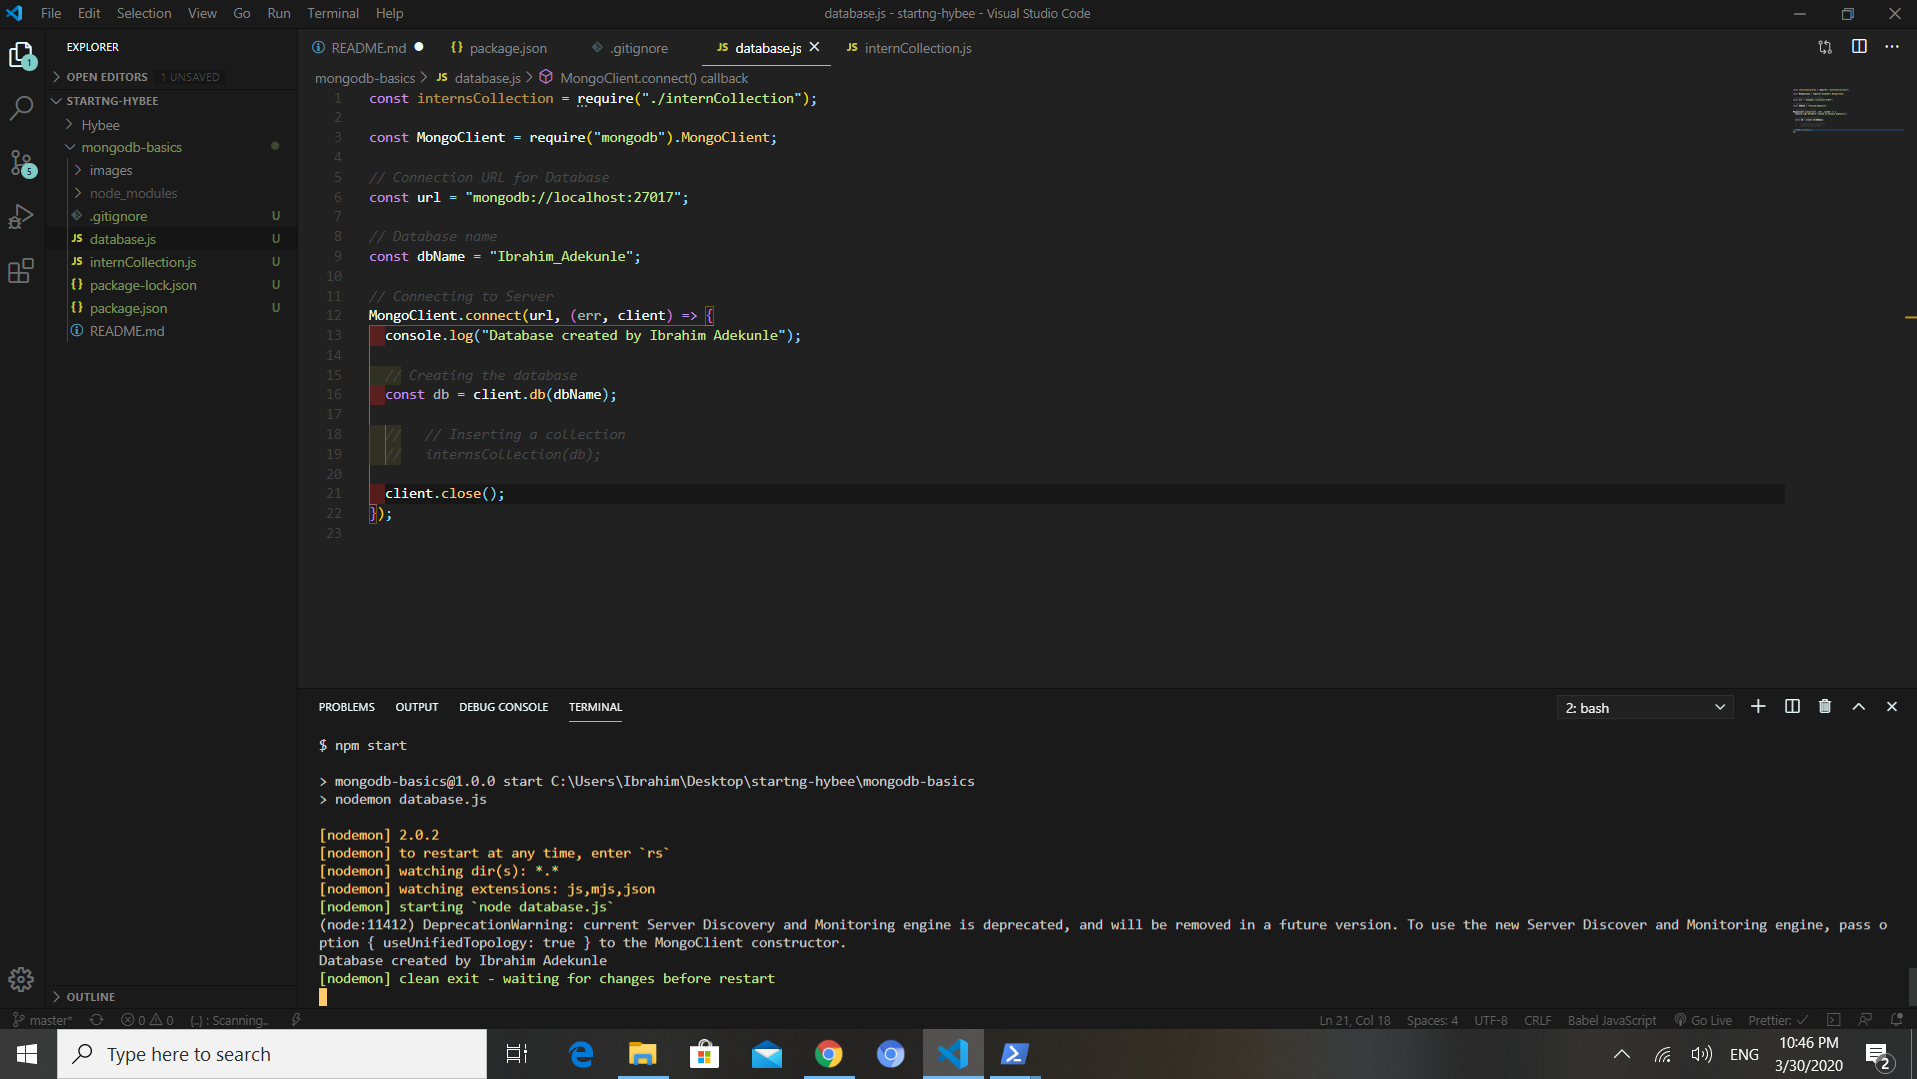 File Edit Selection View Go Run Terminal Help
database.js - startng-hybee - Visual Studio Code
EXPLORER
OPEN EDITORS 1 UNSAVED
STARTNG-HYBEE
Hybee
mongodb-basics
images
node_modules
.gitignore U
JS database.js U
JS internCollection.js U
{} package-lock.json U
{} package.json U
README.md
OUTLINE
1
5
README.md
{} package.json
.gitignore
JS database.js
JS internCollection.js
mongodb-basics > JS database.js > MongoClient.connect() callback
1 const internsCollection = require("./internCollection");
2
3 const MongoClient = require("mongodb").MongoClient;
4
5 // Connection URL for Database
6 const url = "mongodb://localhost:27017";
7
8 // Database name
9 const dbName = "Ibrahim_Adekunle";
10
11 // Connecting to Server
12 MongoClient.connect(url, (err, client) => {
13 console.log("Database created by Ibrahim Adekunle");
14
15 // Creating the database
16 const db = client.db(dbName);
17
18 // // Inserting a collection
19 // internsCollection(db);
20
21 client.close();
22 });
23
PROBLEMS OUTPUT DEBUG CONSOLE TERMINAL
2: bash
$ npm start
> mongodb-basics@1.0.0 start C:\Users\Ibrahim\Desktop\startng-hybee\mongodb-basics
> nodemon database.js
[nodemon] 2.0.2
[nodemon] to restart at any time, enter `rs`
[nodemon] watching dir(s): *.*
[nodemon] watching extensions: js,mjs,json
[nodemon] starting `node database.js`
(node:11412) DeprecationWarning: current Server Discovery and Monitoring engine is deprecated, and will be removed in a future version. To use the new Server Discover and Monitoring engine, pass o
ption { useUnifiedTopology: true } to the MongoClient constructor.
Database created by Ibrahim Adekunle
[nodemon] clean exit - waiting for changes before restart
master* 0 0 {..} : Scanning..
Ln 21, Col 18 Spaces: 4 UTF-8 CRLF Babel JavaScript Go Live Prettier: ✓
Type here to search
ENG
10:46 PM
3/30/2020
2